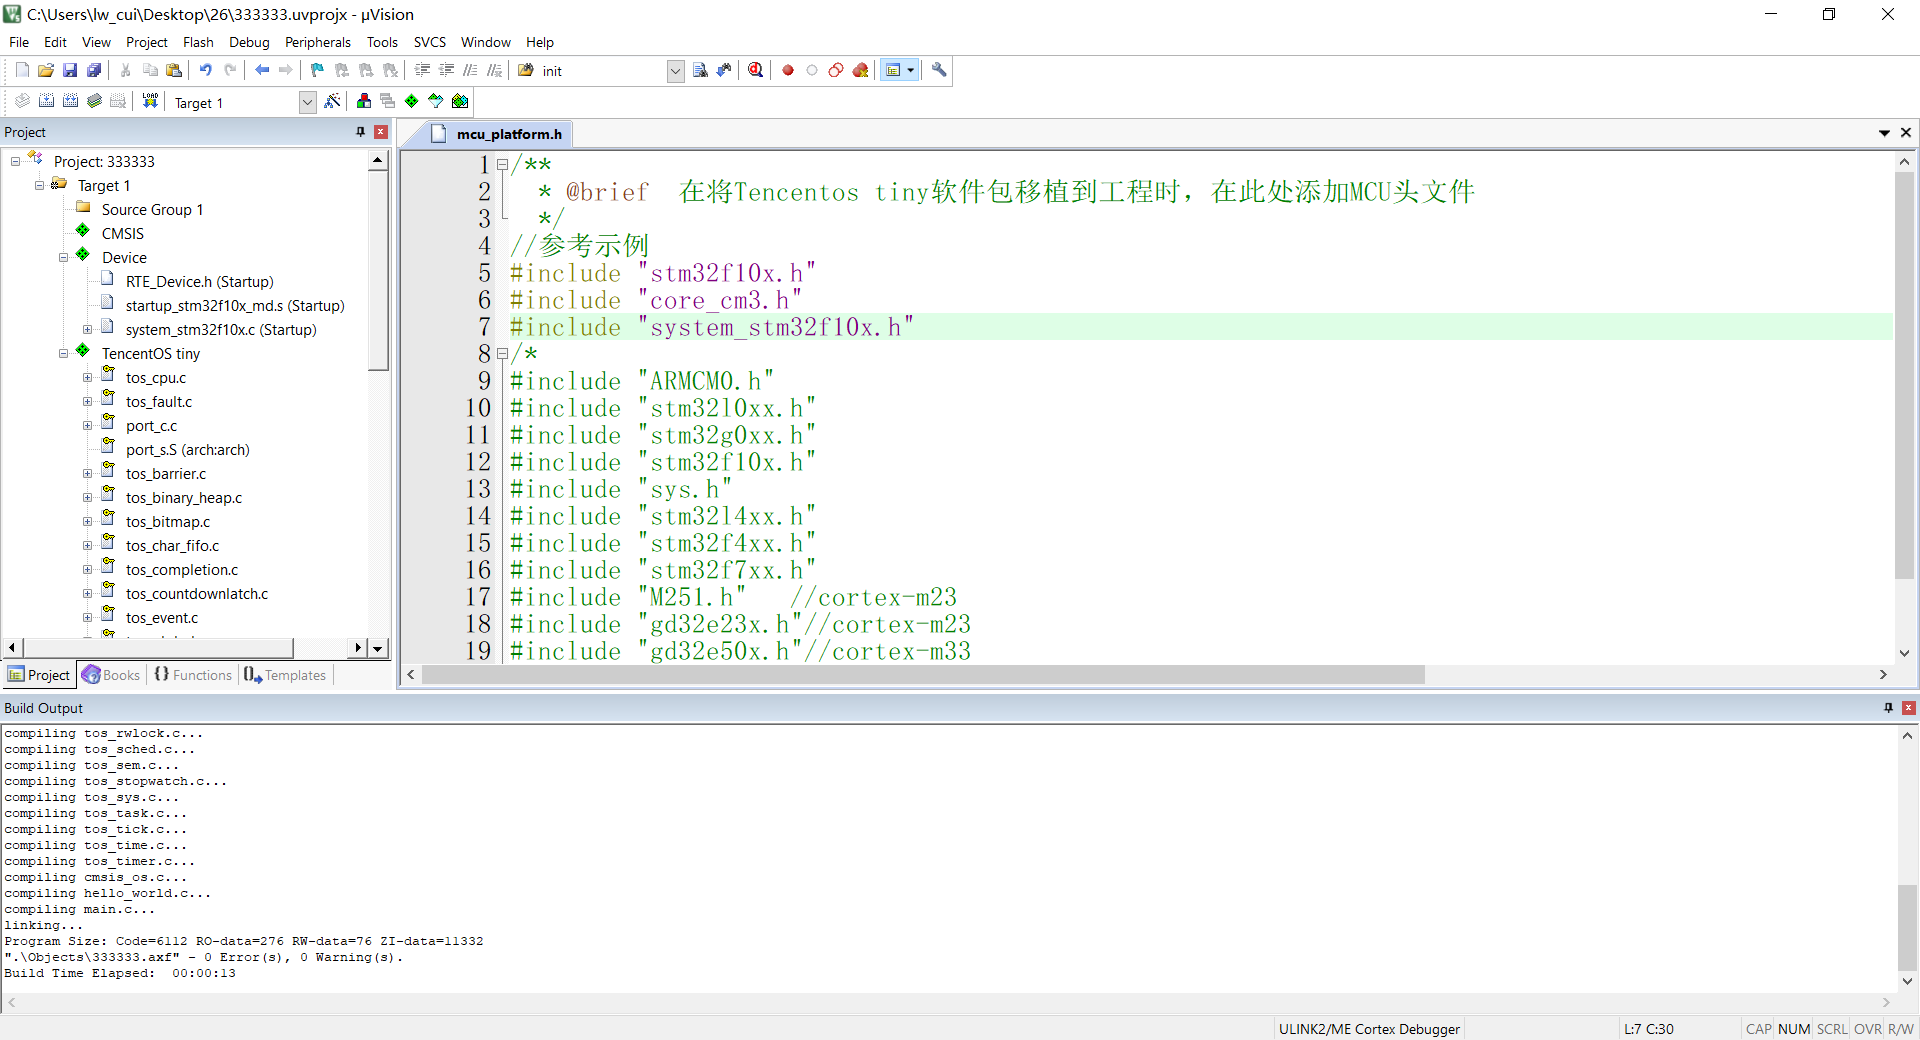 C:\Users\lw_cui\Desktop\26\333333.uvprojx - µVision
File Edit View Project Flash Debug Peripherals Tools SVCS Window Help
init
LOAD Target 1
Project
mcu_platform.h
Project: 333333
Target 1
Source Group 1
CMSIS
Device
RTE_Device.h (Startup)
startup_stm32f10x_md.s (Startup)
system_stm32f10x.c (Startup)
TencentOS tiny
tos_cpu.c
tos_fault.c
port_c.c
port_s.S (arch:arch)
tos_barrier.c
tos_binary_heap.c
tos_bitmap.c
tos_char_fifo.c
tos_completion.c
tos_countdownlatch.c
tos_event.c
Project Books Functions Templates
1 /**
2 * @brief 在将Tencentos tiny软件包移植到工程时，在此处添加MCU头文件
3 */
4 //参考示例
5 #include "stm32f10x.h"
6 #include "core_cm3.h"
7 #include "system_stm32f10x.h"
8 /*
9 #include "ARMCM0.h"
10 #include "stm32l0xx.h"
11 #include "stm32g0xx.h"
12 #include "stm32f10x.h"
13 #include "sys.h"
14 #include "stm32l4xx.h"
15 #include "stm32f4xx.h"
16 #include "stm32f7xx.h"
17 #include "M251.h" //cortex-m23
18 #include "gd32e23x.h"//cortex-m23
19 #include "gd32e50x.h"//cortex-m33
Build Output
compiling tos_rwlock.c...
compiling tos_sched.c...
compiling tos_sem.c...
compiling tos_stopwatch.c...
compiling tos_sys.c...
compiling tos_task.c...
compiling tos_tick.c...
compiling tos_time.c...
compiling tos_timer.c...
compiling cmsis_os.c...
compiling hello_world.c...
compiling main.c...
linking...
Program Size: Code=6112 RO-data=276 RW-data=76 ZI-data=11332
".\Objects\333333.axf" - 0 Error(s), 0 Warning(s).
Build Time Elapsed:  00:00:13
ULINK2/ME Cortex Debugger L:7 C:30 CAP NUM SCRL OVR R/W